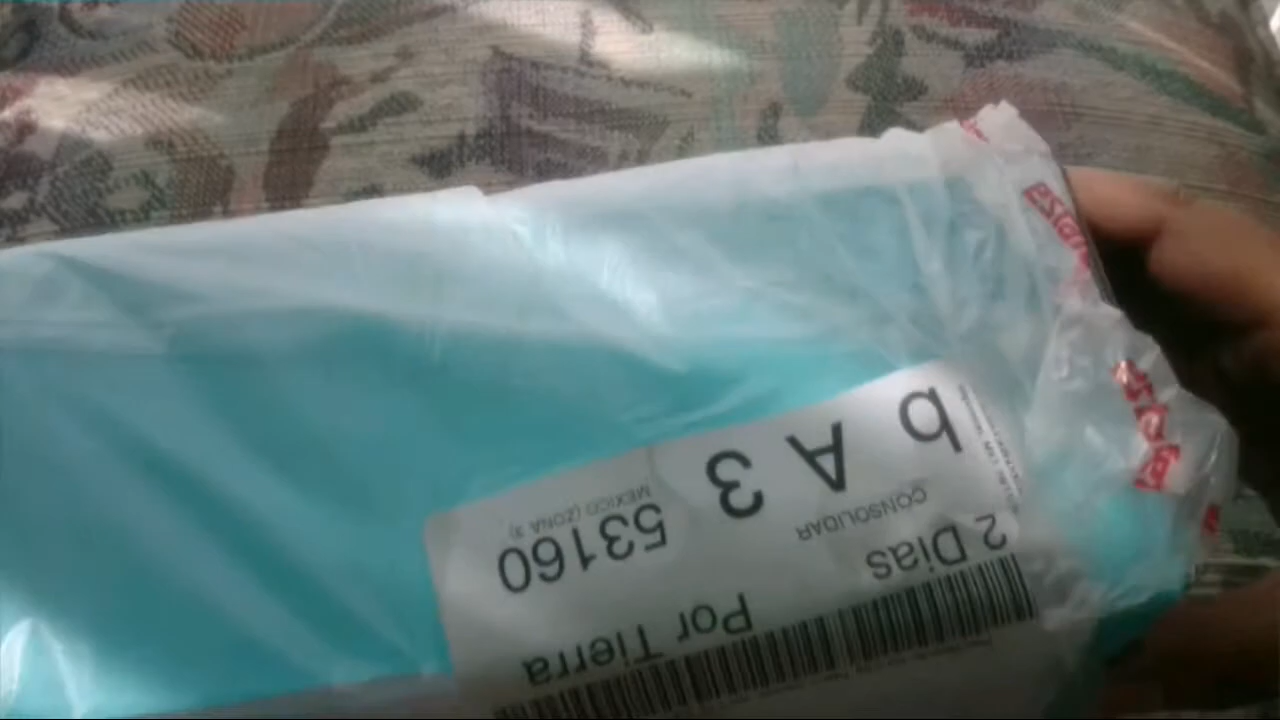 2 Dias Por Tierra
CONSOLIDAR
b A 3
53160
MEXICO (ZONA 3)